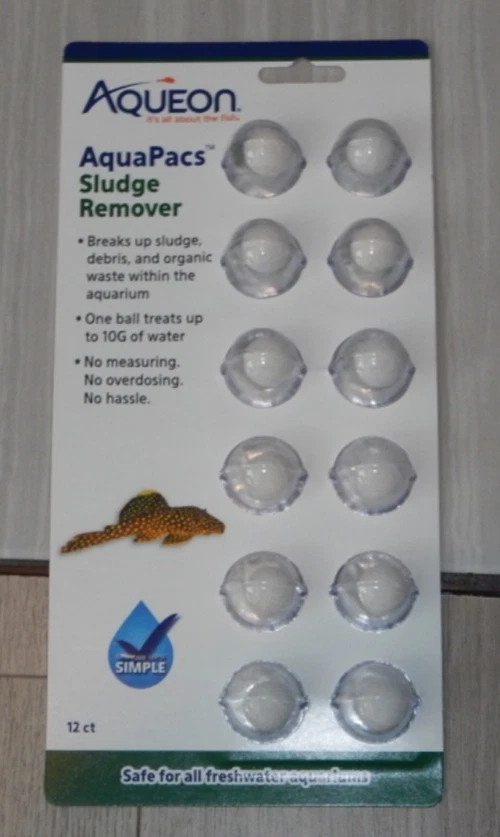 AQUEON.
it's all about the fish.
AquaPacs™
Sludge
Remover
• Breaks up sludge,
debris, and organic
waste within the
aquarium
• One ball treats up
to 10G of water
• No measuring.
No overdosing.
No hassle.
SIMPLE
12 ct
Safe for all freshwater aquariums